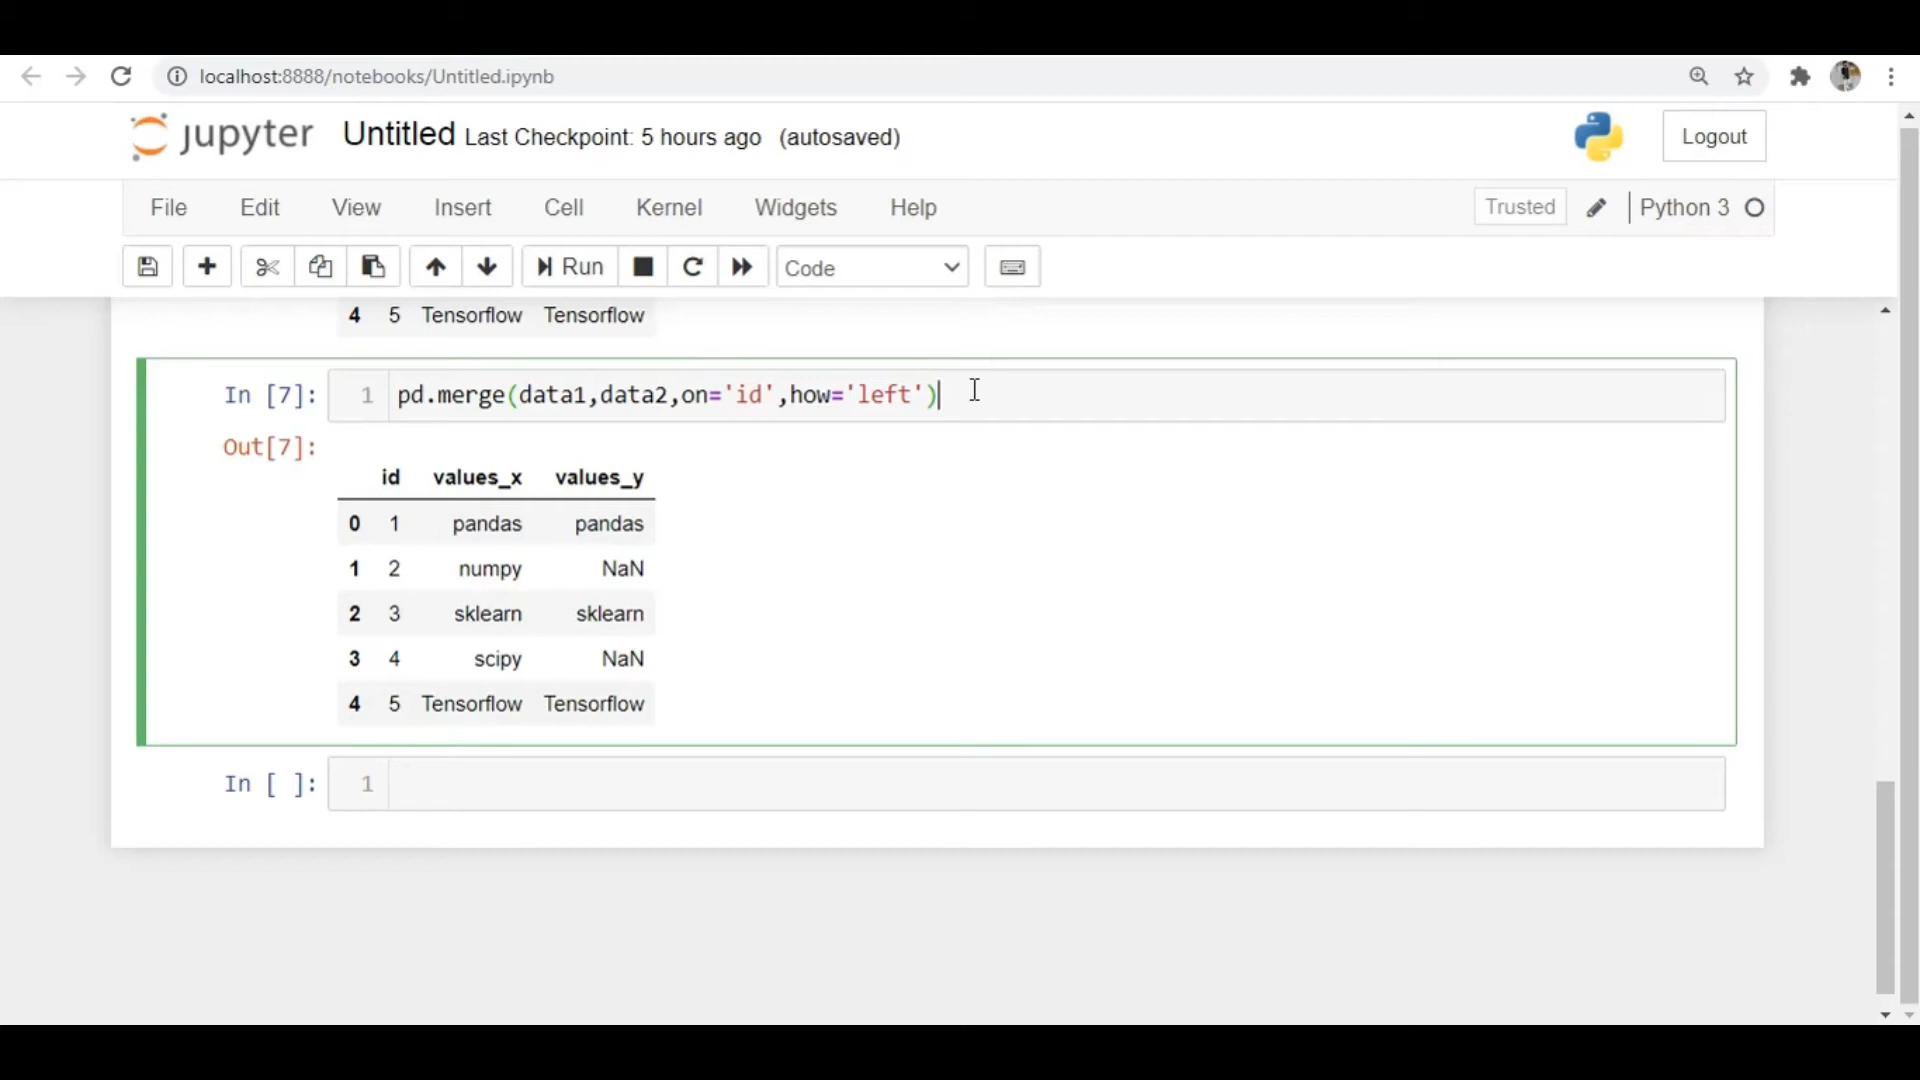 localhost:8888/notebooks/Untitled.ipynb
jupyter Untitled Last Checkpoint: 5 hours ago (autosaved) Logout
File Edit View Insert Cell Kernel Widgets Help Trusted Python 3
Run Code
4 5 Tensorflow Tensorflow
In [7]: 1 pd.merge(data1,data2,on='id',how='left')
Out[7]:
id values_x values_y
0 1 pandas pandas
1 2 numpy NaN
2 3 sklearn sklearn
3 4 scipy NaN
4 5 Tensorflow Tensorflow
In [ ]: 1